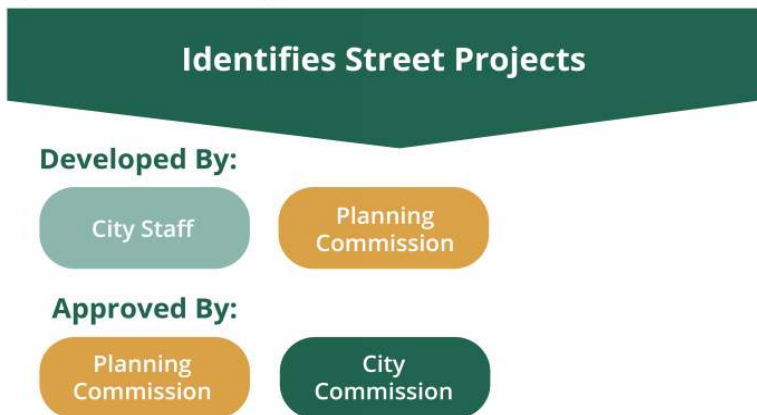 Identifies Street Projects
Developed By:
City Staff
Planning
Commission
Approved By:
Planning
Commission
City
Commission